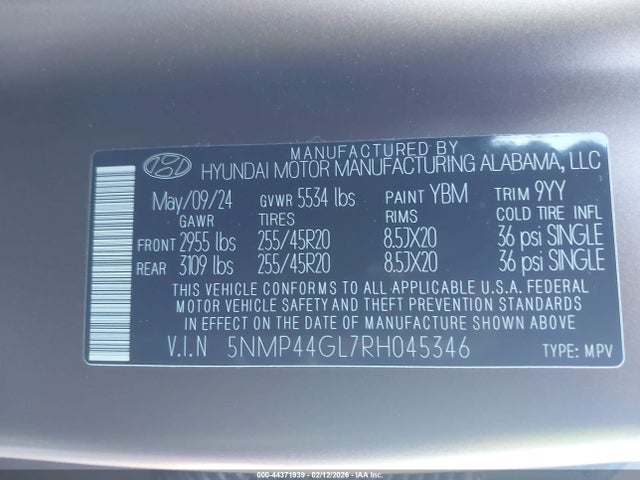 MANUFACTURED BY
HYUNDAI MOTOR MANUFACTURING ALABAMA, LLC
May/09/24 GVWR 5534 lbs PAINT YBM TRIM 9YY
GAWR TIRES RIMS COLD TIRE INFL
FRONT 2955 lbs 255/45R20 8.5JX20 36 psi SINGLE
REAR 3109 lbs 255/45R20 8.5JX20 36 psi SINGLE
THIS VEHICLE CONFORMS TO ALL APPLICABLE U.S.A. FEDERAL
MOTOR VEHICLE SAFETY AND THEFT PREVENTION STANDARDS
IN EFFECT ON THE DATE OF MANUFACTURE SHOWN ABOVE
V.I.N 5NMP44GL7RH045346 TYPE: MPV
000-44371939 - 02/12/2026 - IAA Inc.